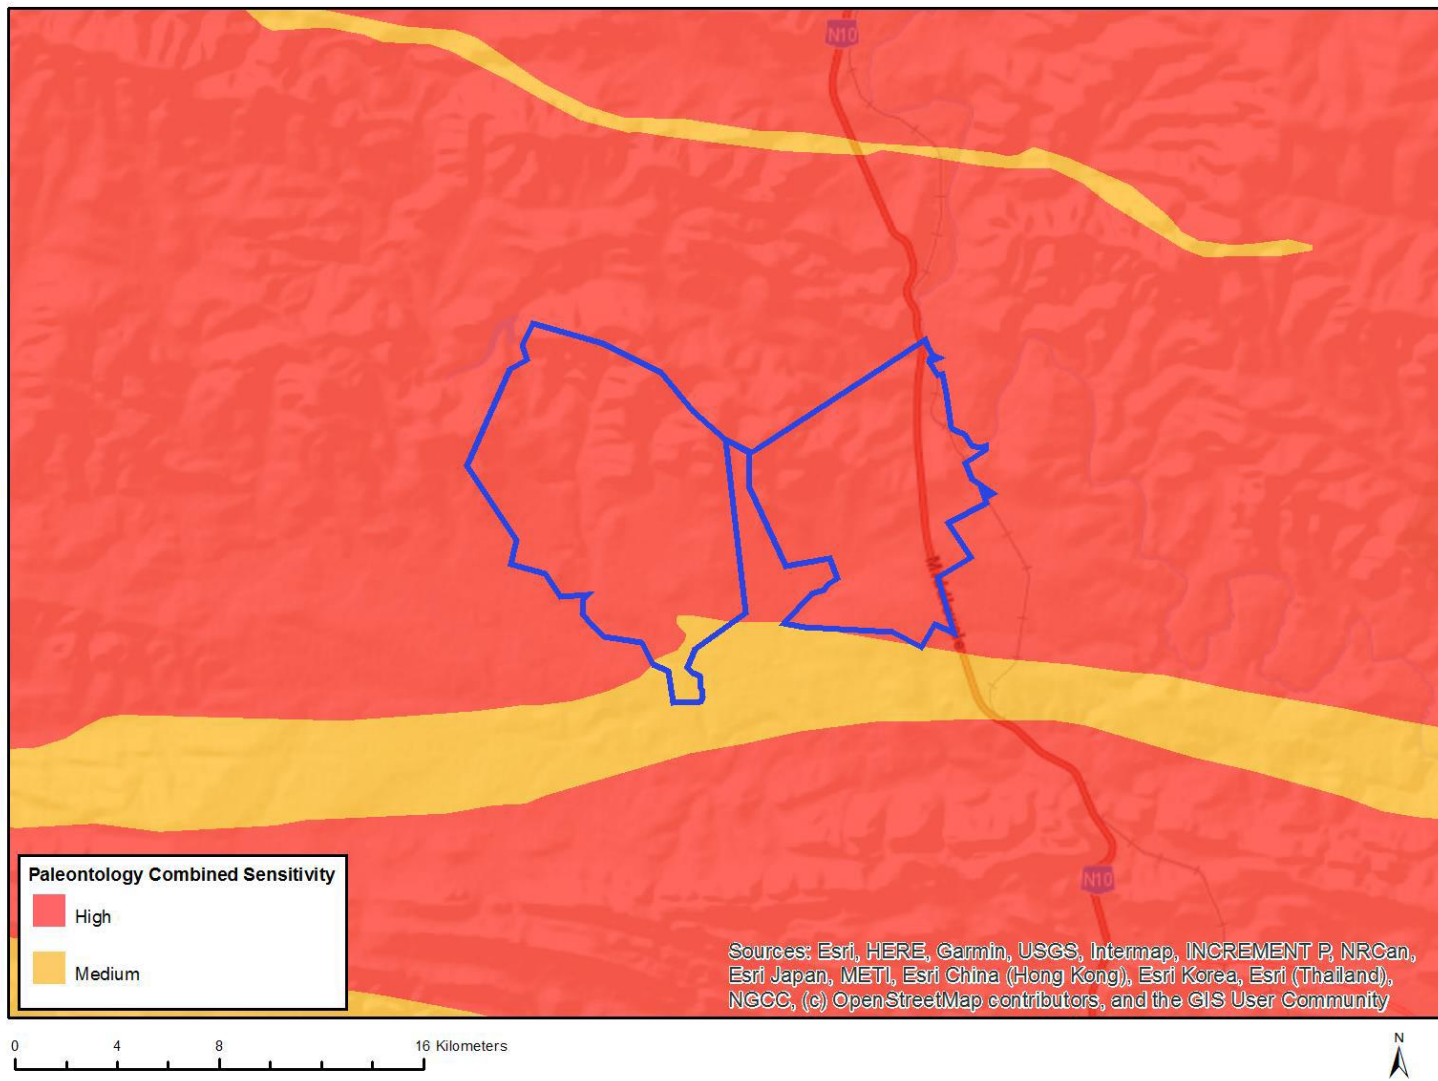 N10
N10
Paleontology Combined Sensitivity
High
Medium
Sources: Esri, HERE, Garmin, USGS, Intermap, INCREMENT P, NRCan,
Esri Japan, METI, Esri China (Hong Kong), Esri Korea, Esri (Thailand),
NGCC, (c) OpenStreetMap contributors, and the GIS User Community
0 4 8 16 Kilometers
N